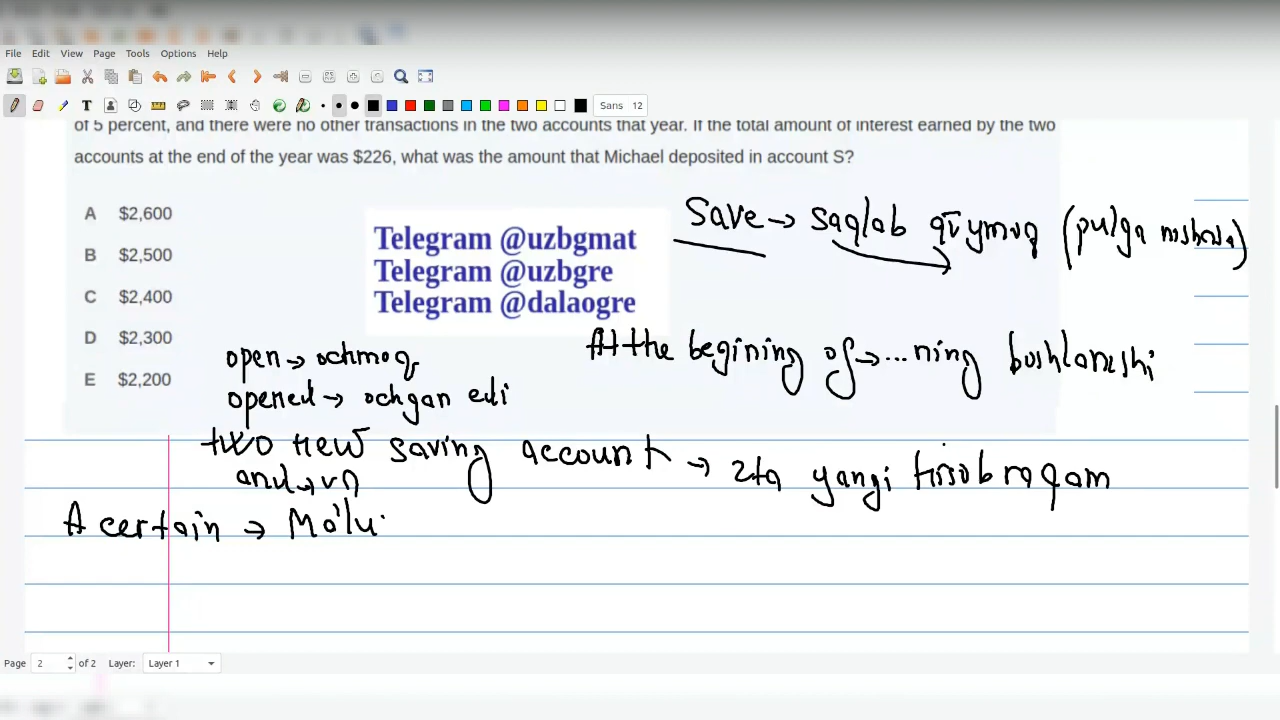 File Edit View Page Tools Options Help
Sans 12
of 5 percent, and there were no other transactions in the two accounts that year. If the total amount of interest earned by the two
accounts at the end of the year was $226, what was the amount that Michael deposited in account S?
A $2,600
B $2,500
C $2,400
D $2,300
E $2,200
Telegram @uzbgmat
Telegram @uzbgre
Telegram @dalaogre
Save → saqlab qo'ymoq (pulga nisbatan)
At the begining of → ...ning boshlanishi
open → ochmoq
opened → ochgan edi
two new saving account → 2ta yangi hisobraqam
and → va
A certain → Ma'lu
Page 2 of 2 Layer: Layer 1